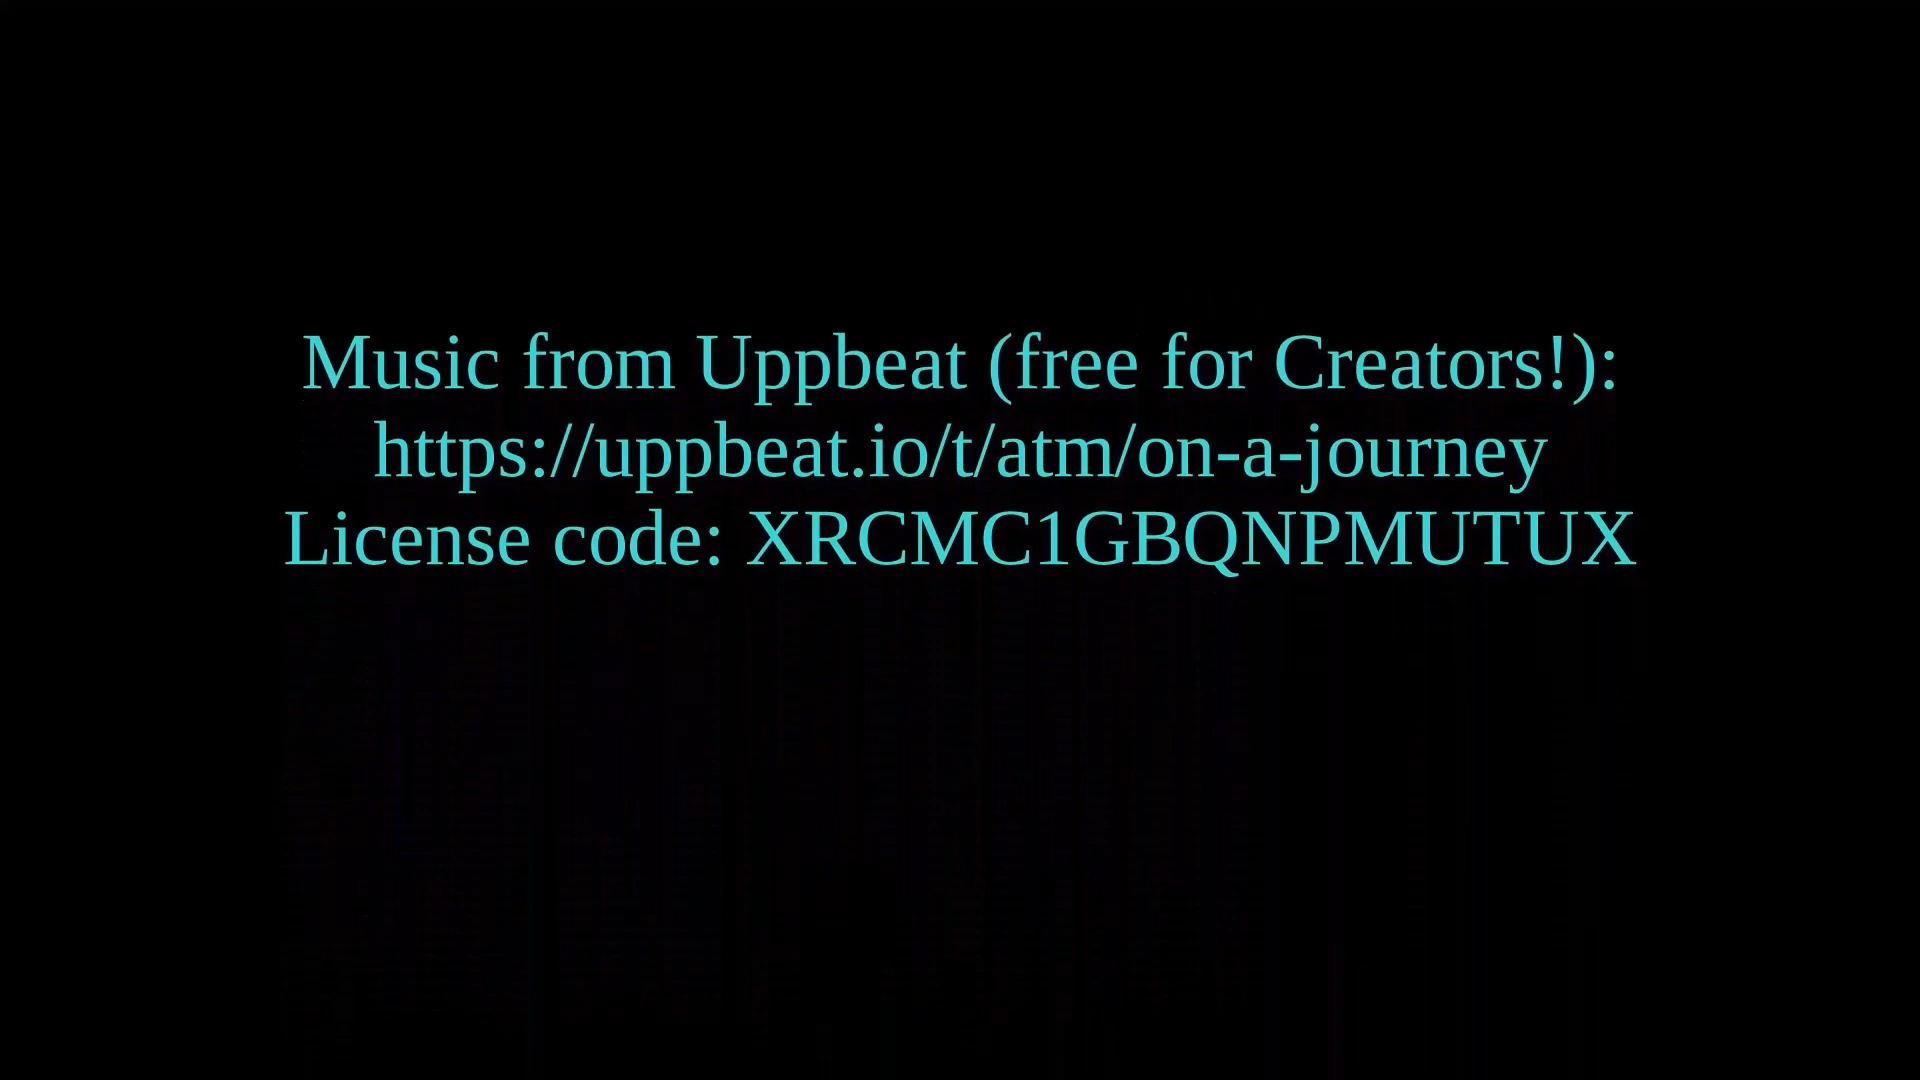 Music from Uppbeat (free for Creators!):
https://uppbeat.io/t/atm/on-a-journey
License code: XRCMC1GBQNPMUTUX